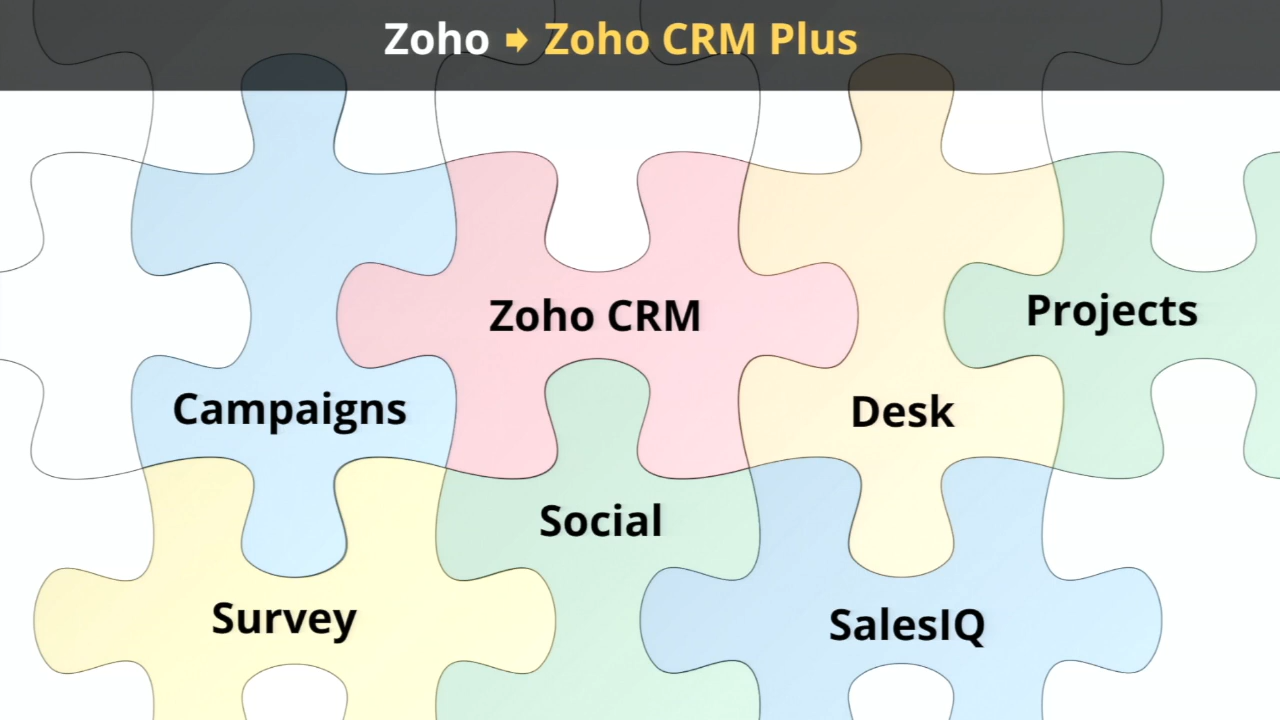 Zoho ➡ Zoho CRM Plus
Zoho CRM
Projects
Campaigns
Desk
Social
Survey
SalesIQ